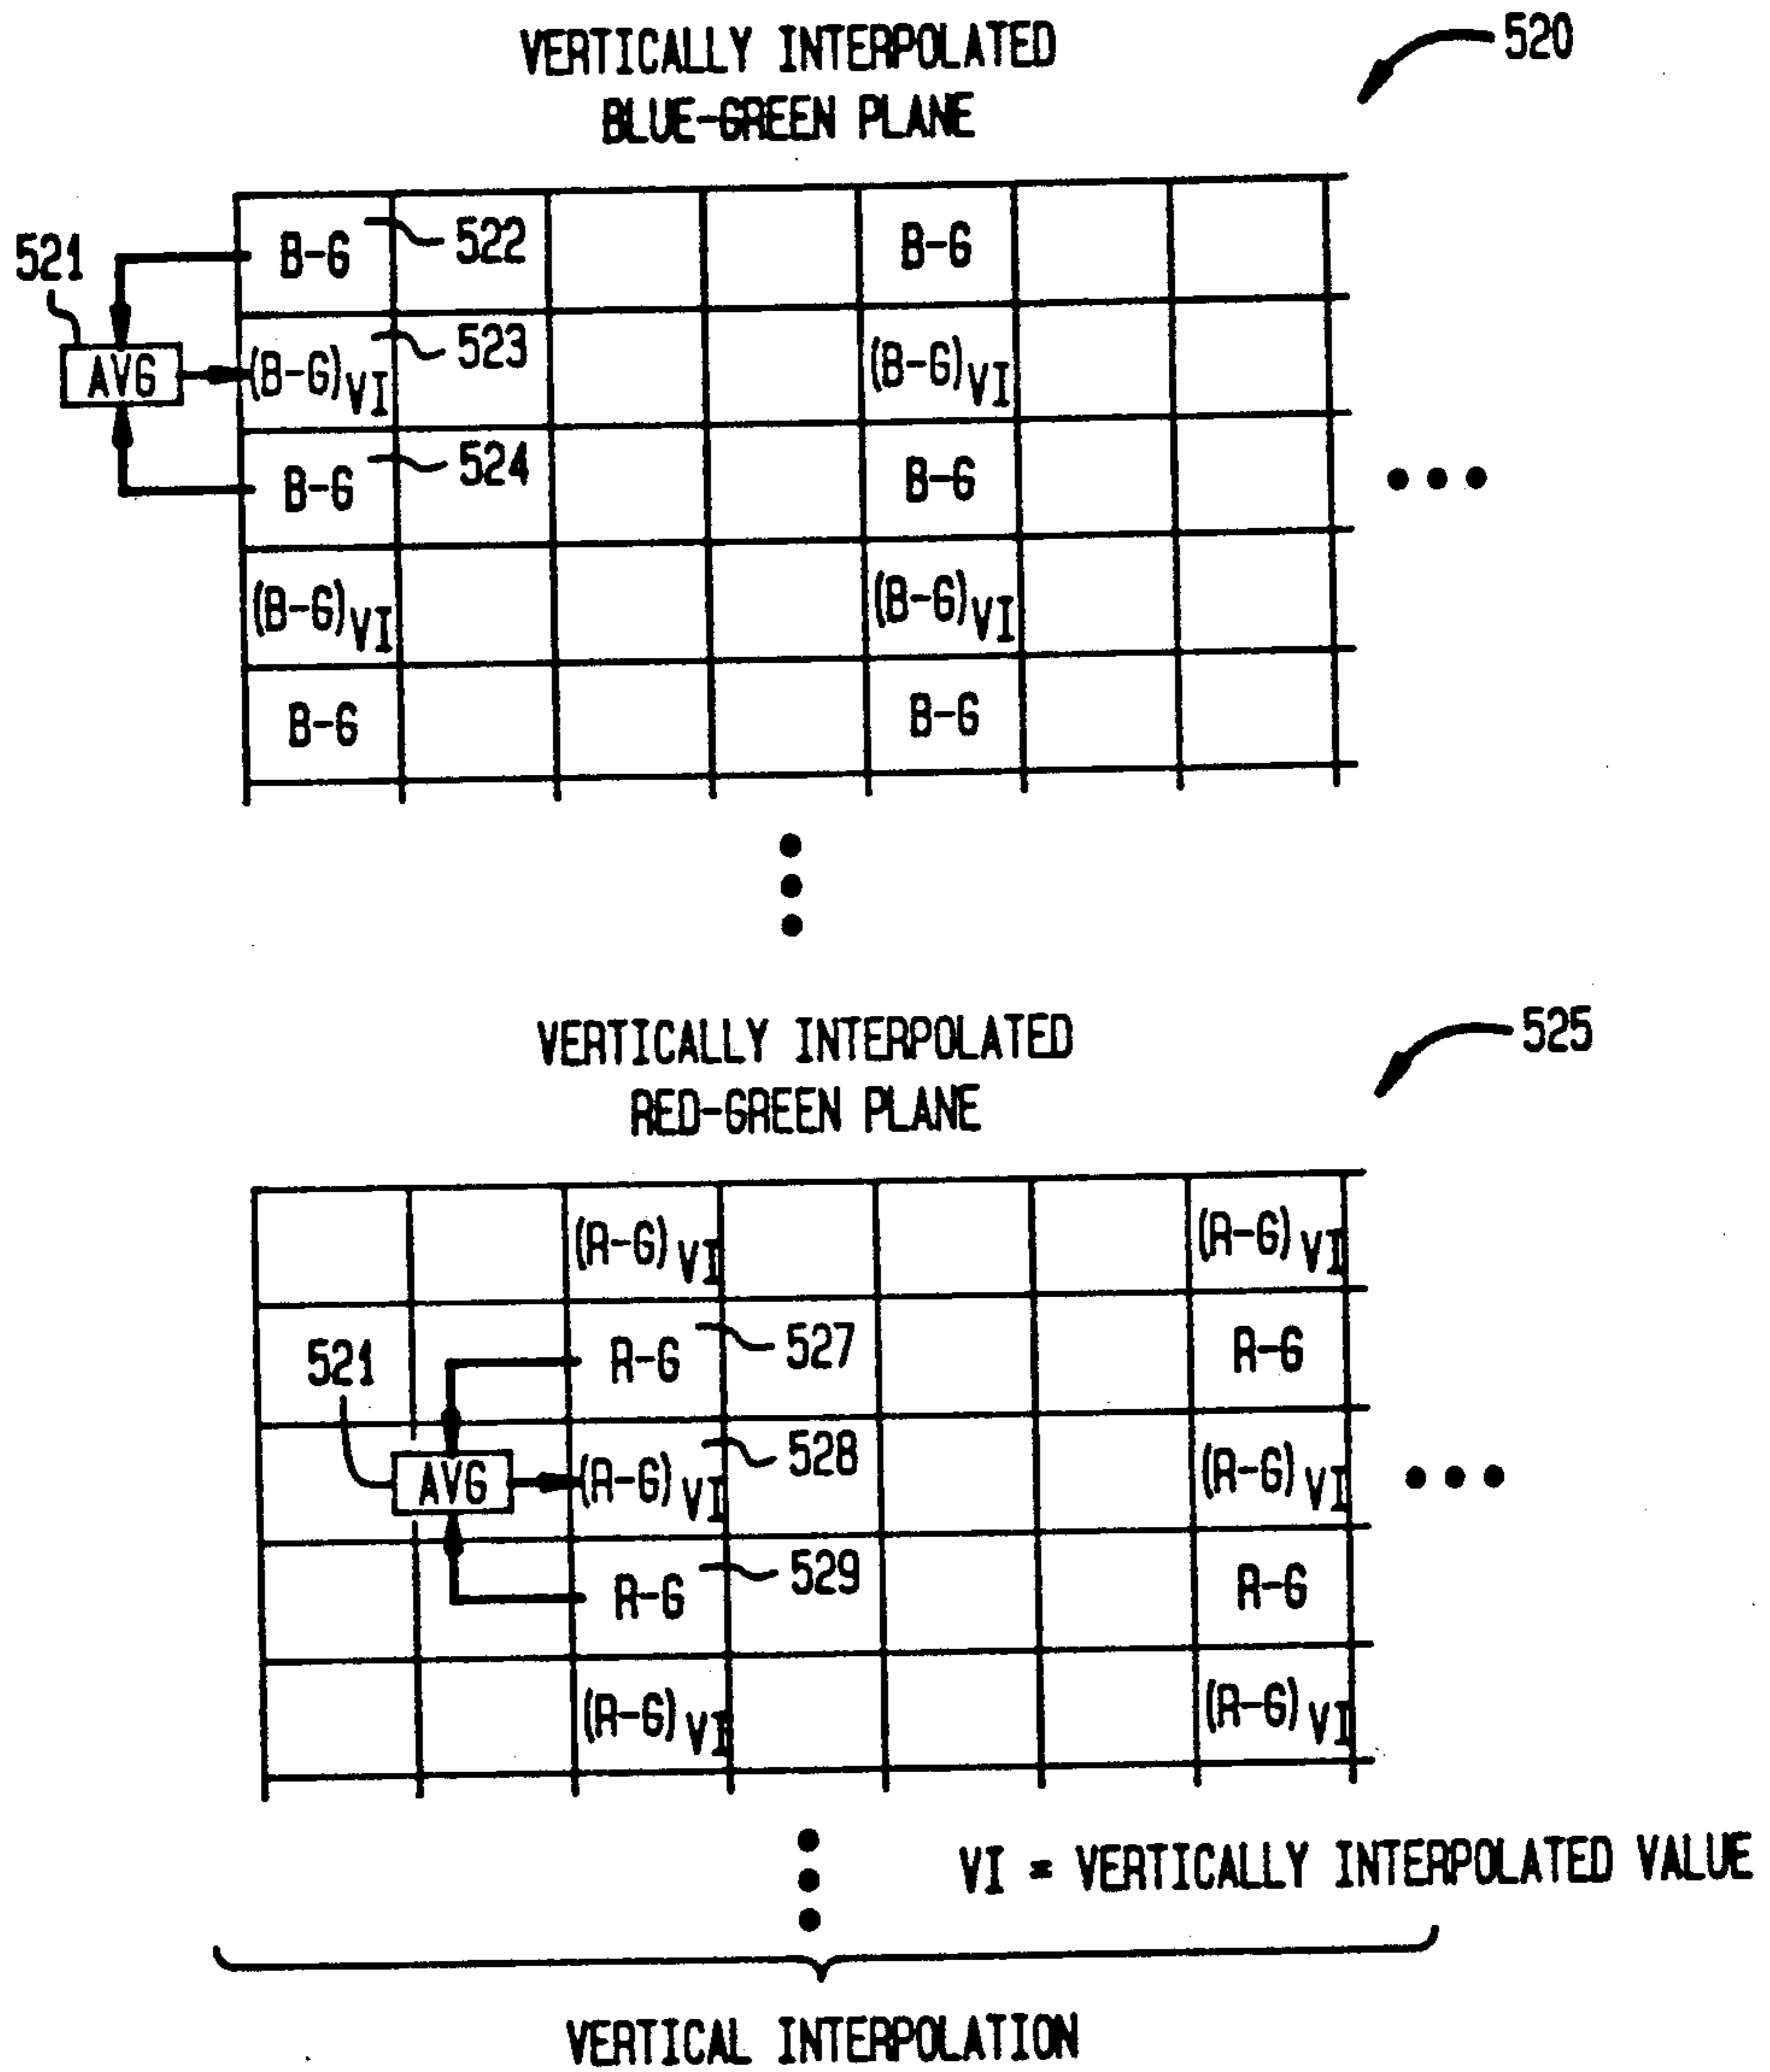 VERTICALLY INTERPOLATED
BLUE-GREEN PLANE
520
521
B-G
522
B-G
AVG
(B-G)VI
523
(B-G)VI
B-G
524
B-G
(B-G)VI
(B-G)VI
B-G
B-G
VERTICALLY INTERPOLATED
RED-GREEN PLANE
525
(R-G)VI
(R-G)VI
521
R-G
527
R-G
AVG
(R-G)VI
528
(R-G)VI
R-G
529
R-G
(R-G)VI
(R-G)VI
VI = VERTICALLY INTERPOLATED VALUE
VERTICAL INTERPOLATION